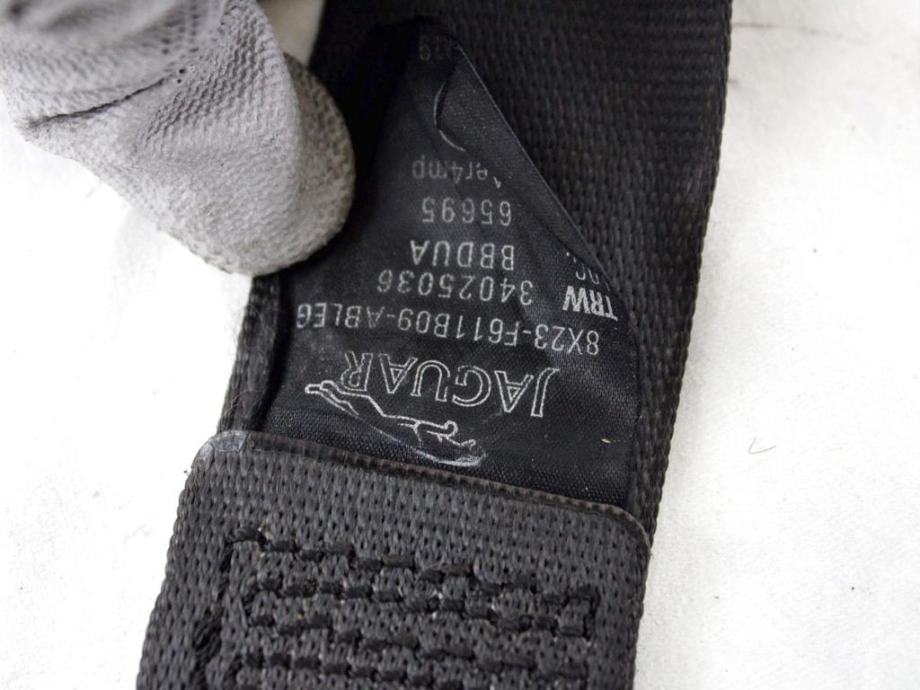 JAGUAR
8X23-F611B09-ABLEG
TRW 34025036
BBDUA
65695